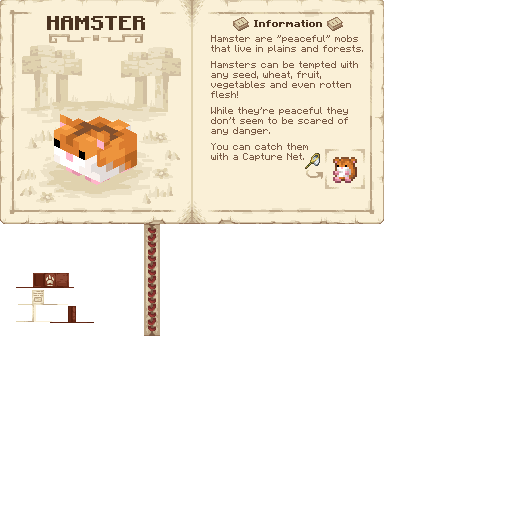 HAMSTER
Information
Hamster are "peaceful" mobs
that live in plains and forests.
Hamsters can be tempted with
any seed, wheat, fruit,
vegetables and even rotten
flesh!
While they're peaceful they
don't seem to be scared of
any danger.
You can catch them
with a Capture Net.